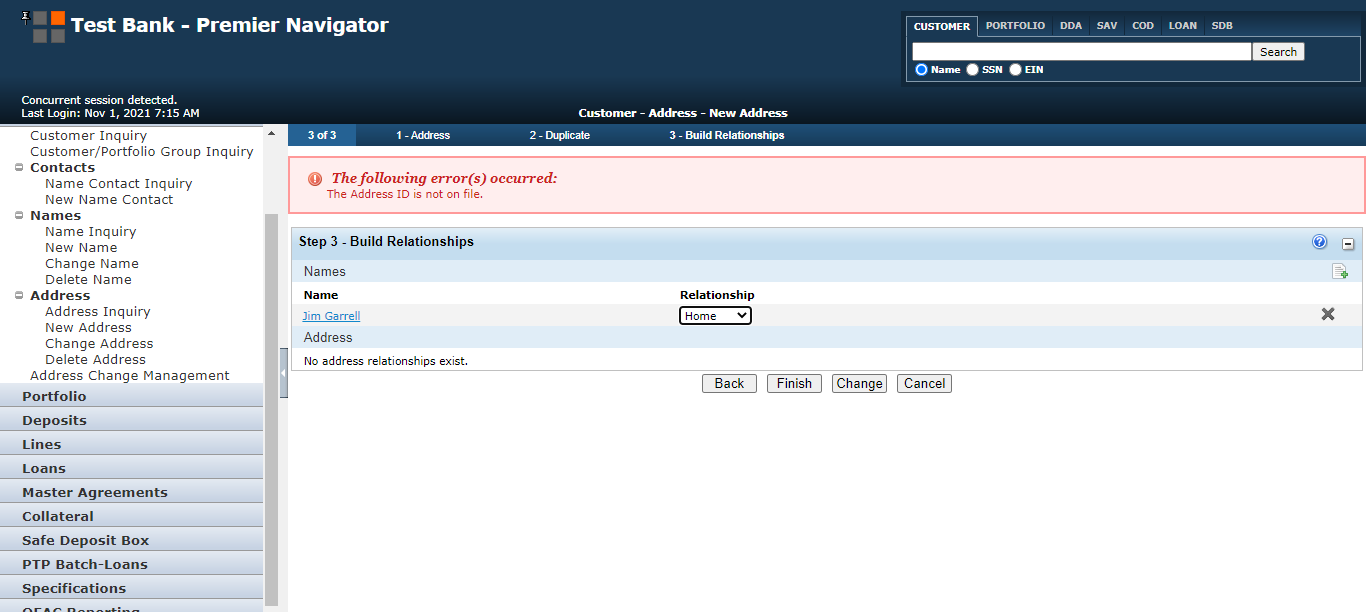 Test Bank - Premier Navigator
CUSTOMER PORTFOLIO DDA SAV COD LOAN SDB
Search
Name SSN EIN
Concurrent session detected.
Last Login: Nov 1, 2021 7:15 AM
Customer - Address - New Address
Customer Inquiry
Customer/Portfolio Group Inquiry
Contacts
Name Contact Inquiry
New Name Contact
Names
Name Inquiry
New Name
Change Name
Delete Name
Address
Address Inquiry
New Address
Change Address
Delete Address
Address Change Management
Portfolio
Deposits
Lines
Loans
Master Agreements
Collateral
Safe Deposit Box
PTP Batch-Loans
Specifications
OFAC Reporting
3 of 3 1 - Address 2 - Duplicate 3 - Build Relationships
The following error(s) occurred:
The Address ID is not on file.
Step 3 - Build Relationships
Names
Name Relationship
Jim Garrell Home
Address
No address relationships exist.
Back Finish Change Cancel